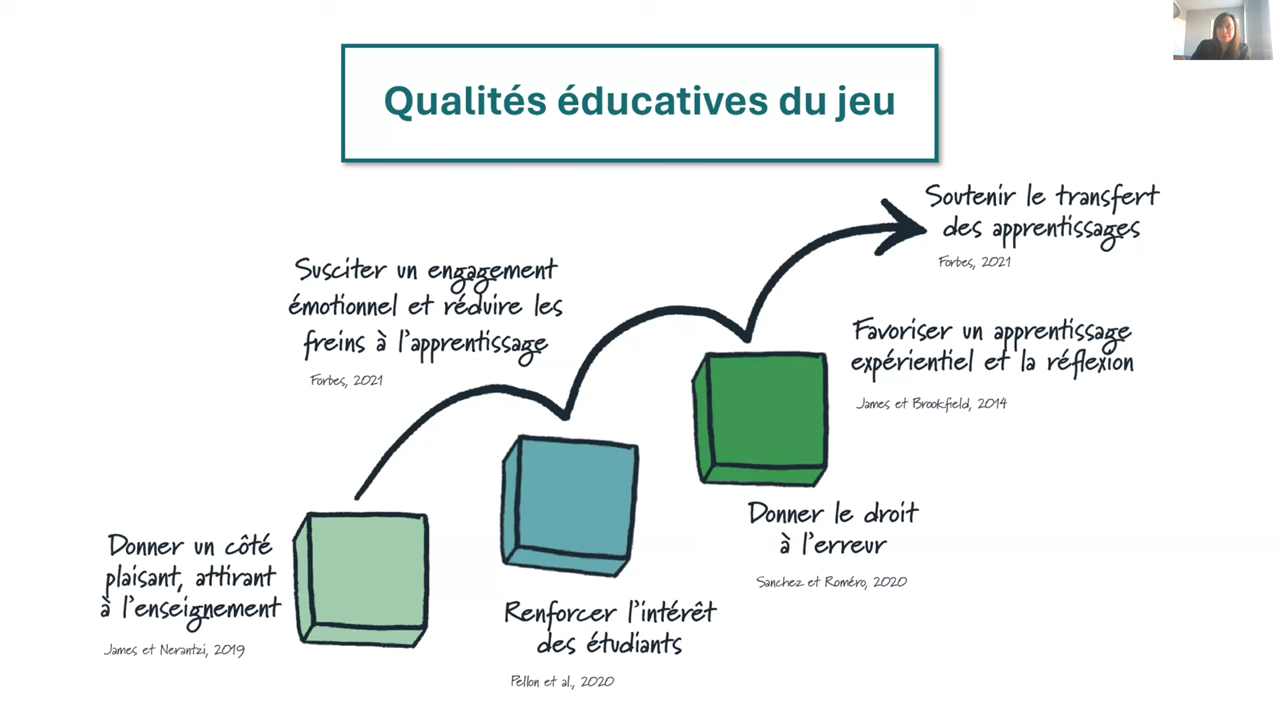 Qualités éducatives du jeu
Soutenir le transfert
des apprentissages
Forbes, 2021
Susciter un engagement
émotionnel et réduire les
freins à l'apprentissage
Forbes, 2021
Favoriser un apprentissage
expérientiel et la réflexion
James et Brookfield, 2014
Donner le droit
à l'erreur
Sanchez et Roméro, 2020
Donner un côté
plaisant, attirant
à l'enseignement
James et Nerantzi, 2019
Renforcer l'intérêt
des étudiants
Pellon et al., 2020